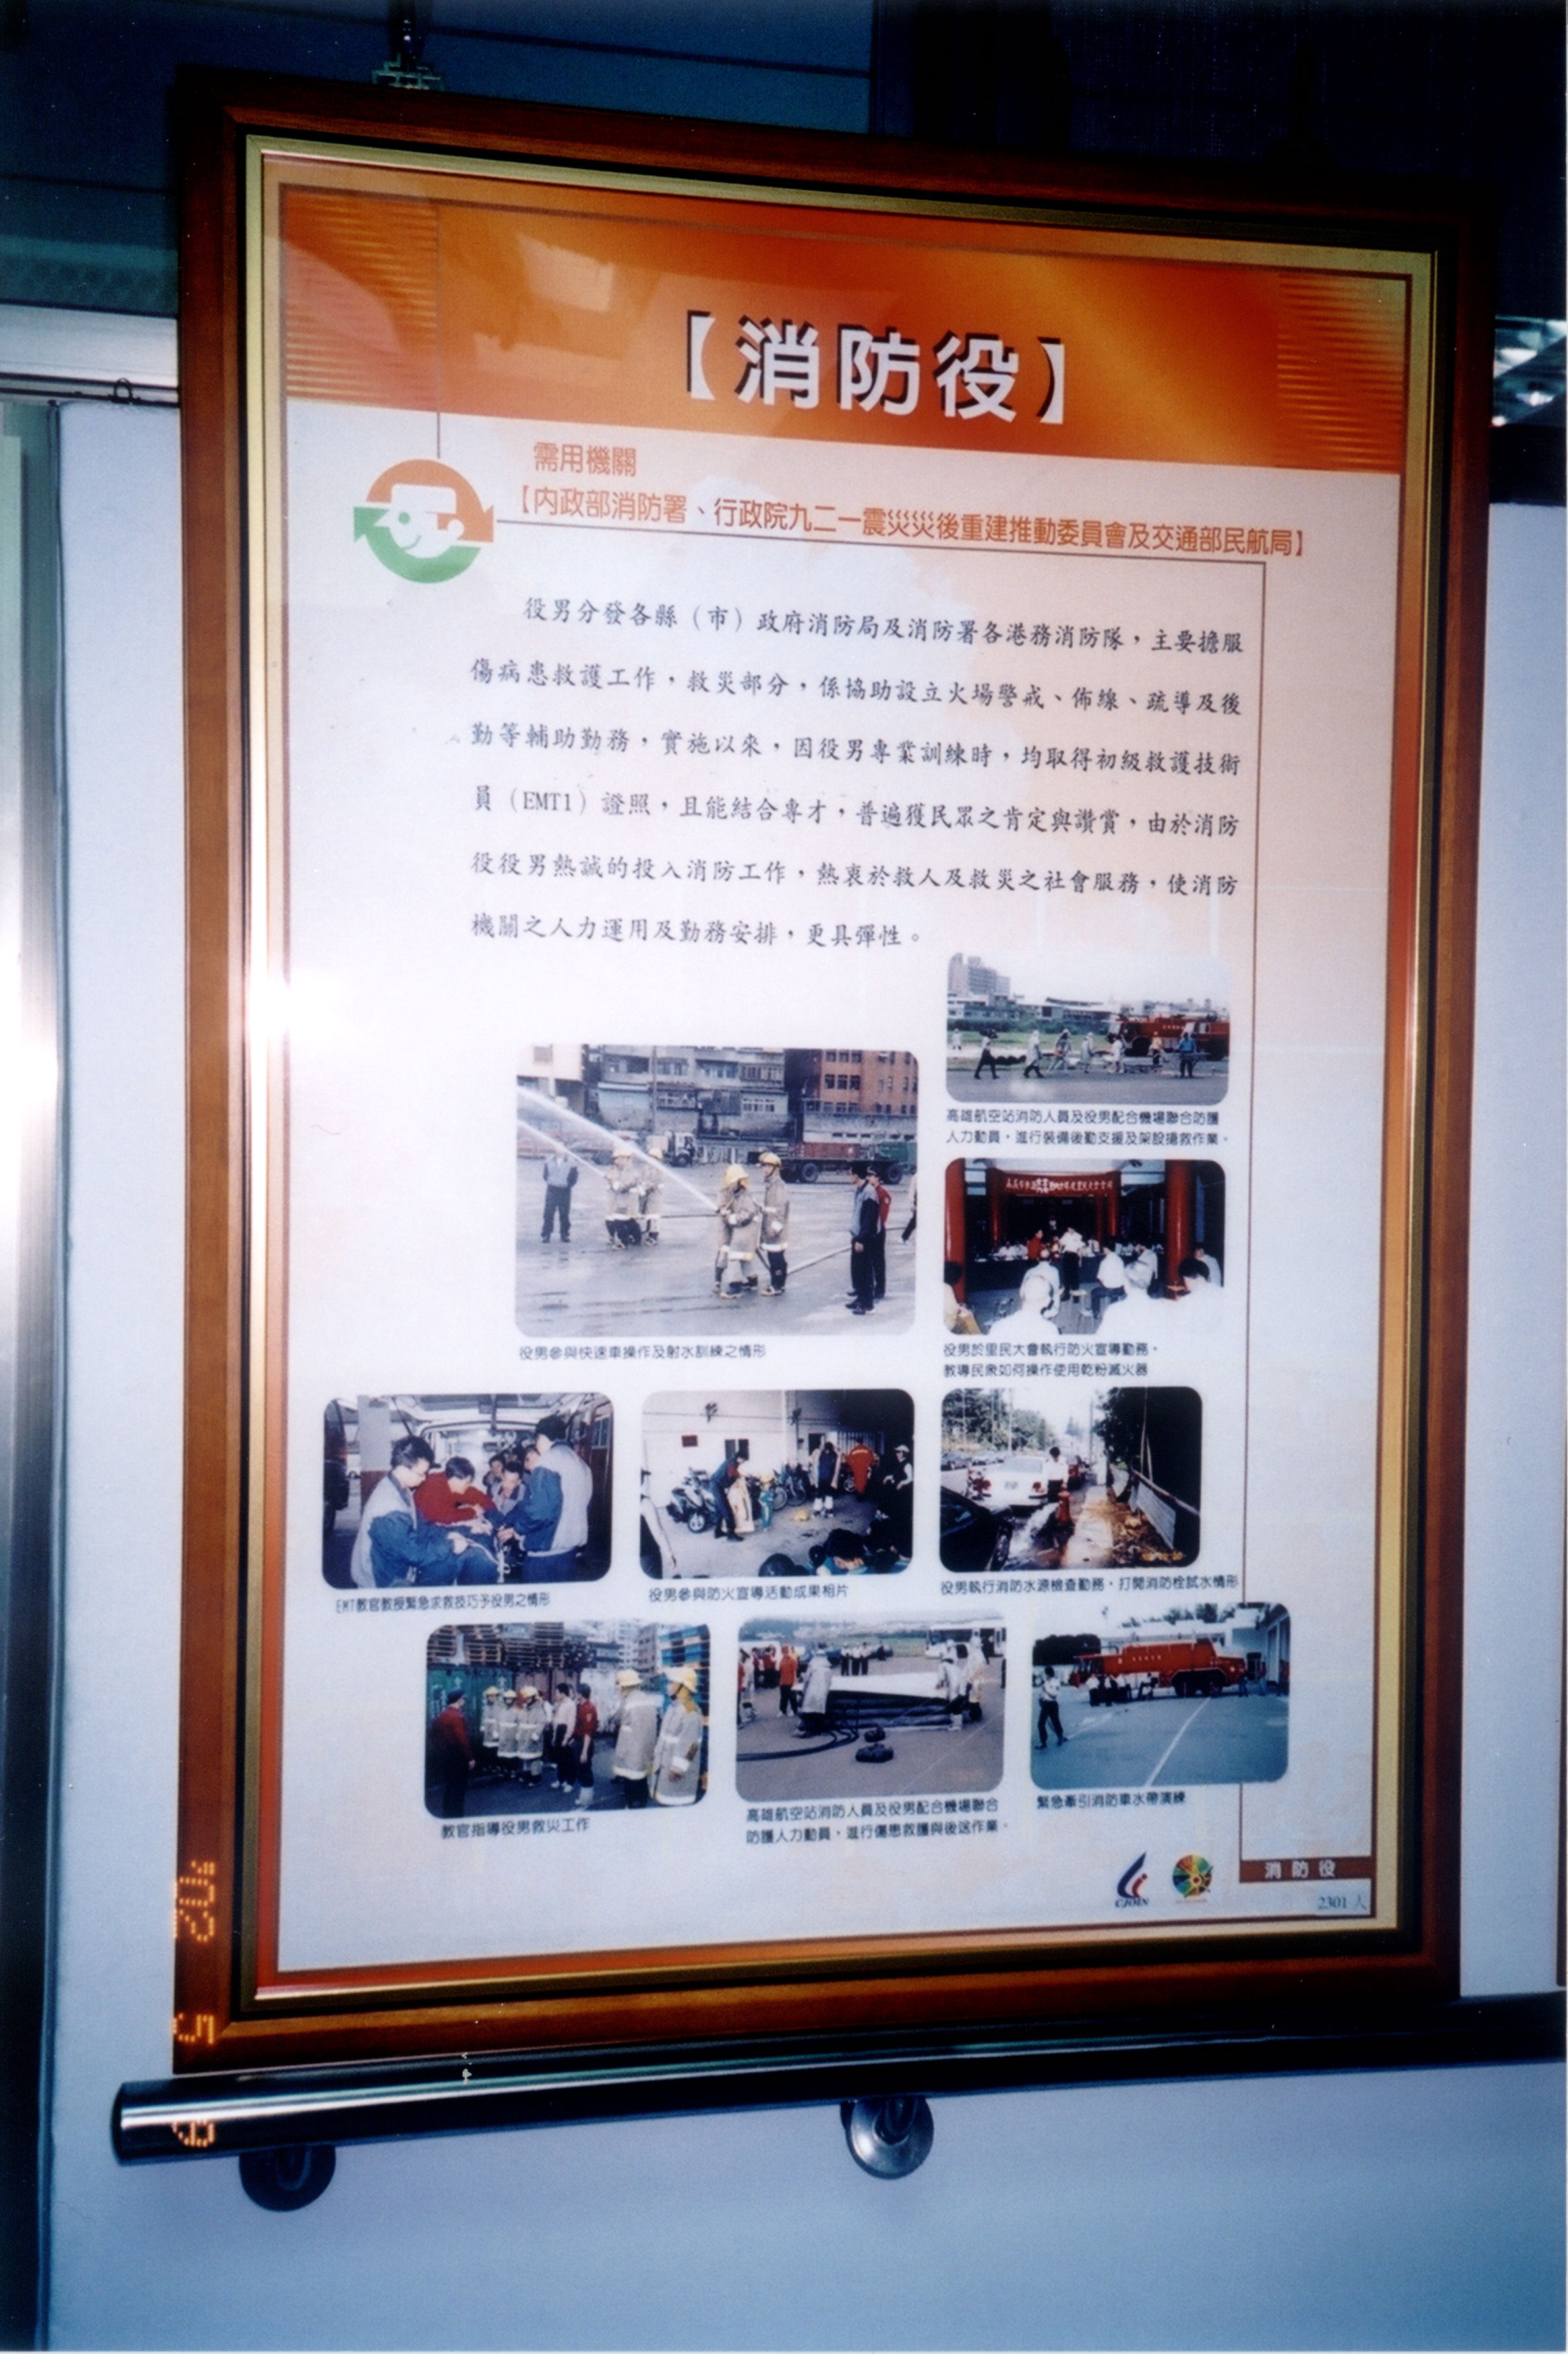 【消防役】
需用機關
【內政部消防署、行政院九二一震災災後重建推動委員會及交通部民航局】
役男分發各縣（市）政府消防局及消防署各港務消防隊，主要擔服
傷病患救護工作，救災部分，係協助設立火場警戒、佈線、疏導及後
勤等輔助勤務，實施以來，因役男專業訓練時，均取得初級救護技術
員（EMT1）證照，且能結合專才，普遍獲民眾之肯定與讚賞，由於消防
役役男熱誠的投入消防工作，熱衷於救人及救災之社會服務，使消防
機關之人力運用及勤務安排，更具彈性。
高雄航空站消防人員及役男配合機場聯合防護
人力動員，進行裝備後勤支援及架設搶救作業。
役男參與快速車操作及射水訓練之情形
役男於里民大會執行防火宣導勤務，
教導民眾如何操作使用乾粉滅火器
EMT教官教授緊急求救技巧予役男之情形
役男參與防火宣導活動成果相片
役男執行消防水源檢查勤務，打開消防栓試水情形
教官指導役男救災工作
高雄航空站消防人員及役男配合機場聯合
防護人力動員，進行傷患救護與後送作業。
緊急牽引消防車水帶演練
CJOIN
消防役
2301人
'02 5